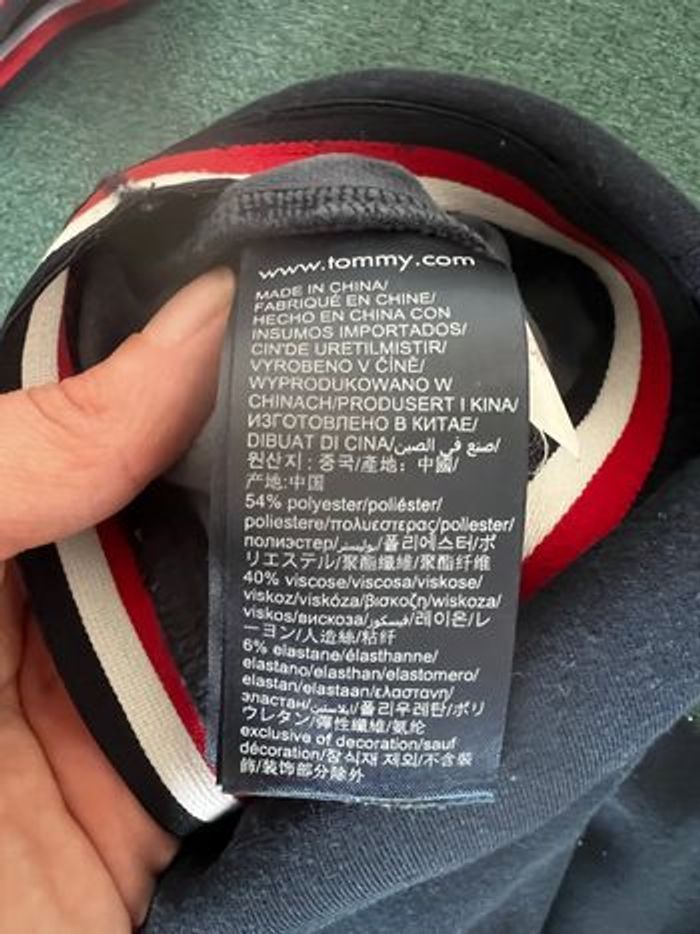 www.tommy.com
MADE IN CHINA/
FABRIQUÉ EN CHINE/
HECHO EN CHINA CON
INSUMOS IMPORTADOS/
CIN'DE URETILMISTIR/
VYROBENO V ČÍNĚ/
WYPRODUKOWANO W
CHINACH/PRODUSERT I KINA/
ИЗГОТОВЛЕНО В КИТАЕ/
DIBUAT DI CINA/صنع في الصين/
원산지 : 중국/產地: 中國/
产地:中国
54% polyester/poliéster/
poliestere/πολυεστερας/poliester/
полиэстер/بوليستر/폴리에스터/ポ
リエステル/聚酯纖維/聚酯纤维
40% viscose/viscosa/viskose/
viskoz/viskóza/βισκοζη/wiskoza/
viskos/вискоза/فيسكوز/레이온/レ
ーヨン/人造絲/粘纤
6% elastane/élasthanne/
elastano/elasthan/elastomero/
elastan/elastaan/ελαστανη/
эластан/ايلاستين/폴리우레탄/ポリ
ウレタン/彈性纖維/氨纶
exclusive of decoration/sauf
décoration/장식재 제외/不含裝
飾/装饰部分除外